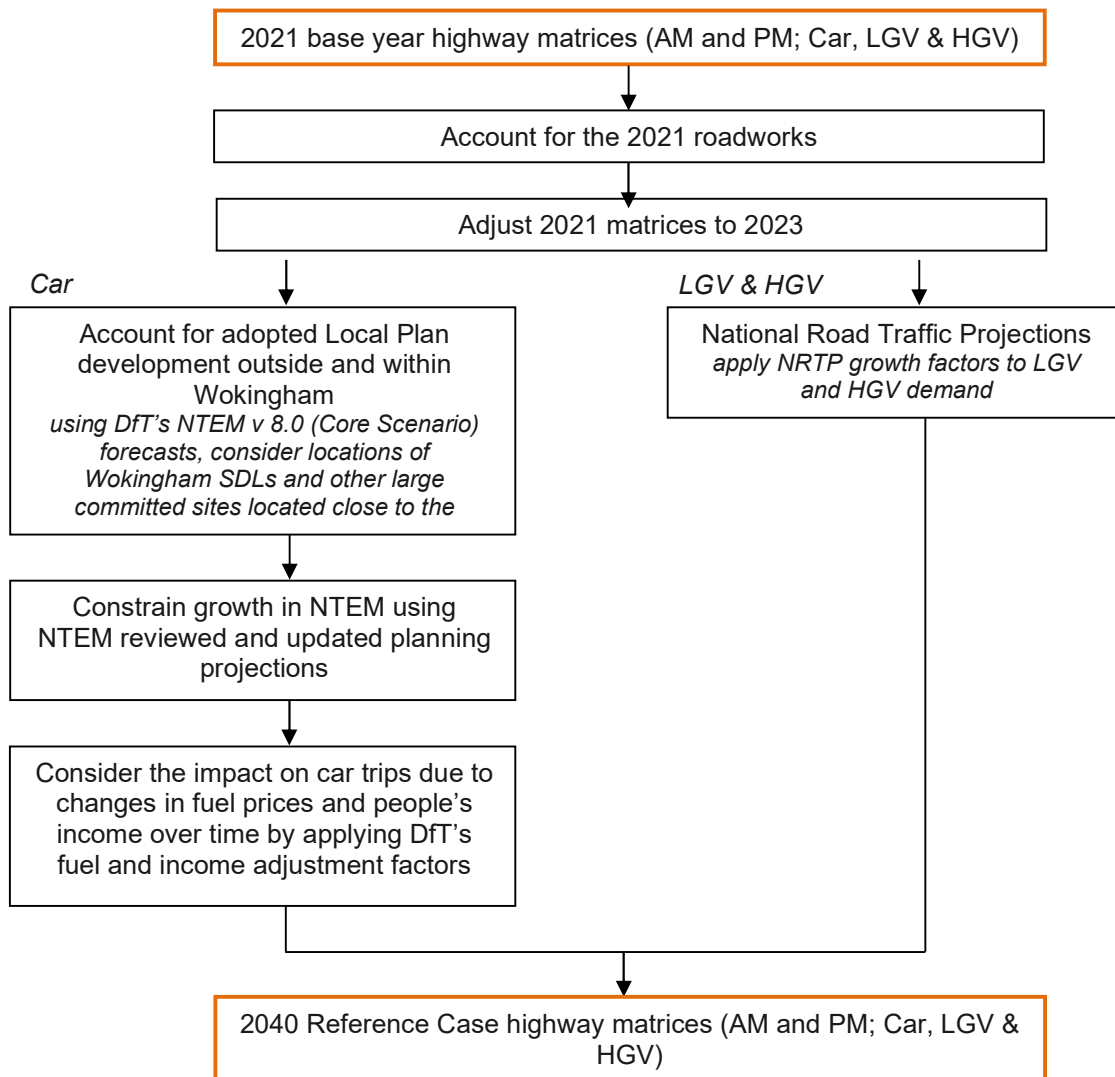 2021 base year highway matrices (AM and PM; Car, LGV & HGV)
Account for the 2021 roadworks
Adjust 2021 matrices to 2023
Car
Account for adopted Local Plan
development outside and within
Wokingham
using DfT’s NTEM v 8.0 (Core Scenario)
forecasts, consider locations of
Wokingham SDLs and other large
committed sites located close to the
LGV & HGV
National Road Traffic Projections
apply NRTP growth factors to LGV
and HGV demand
Constrain growth in NTEM using
NTEM reviewed and updated planning
projections
Consider the impact on car trips due to
changes in fuel prices and people’s
income over time by applying DfT’s
fuel and income adjustment factors
2040 Reference Case highway matrices (AM and PM; Car, LGV &
HGV)